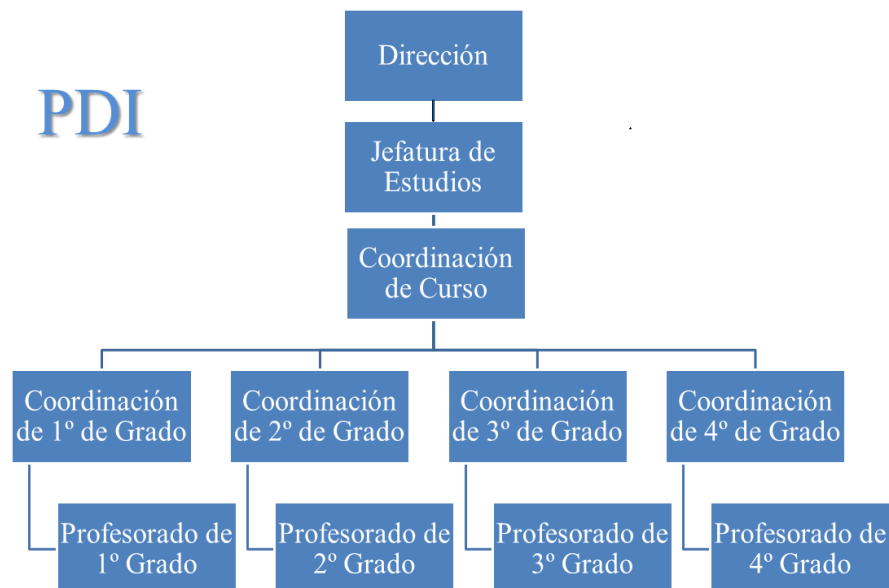 PDI
Dirección
Jefatura de
Estudios
Coordinación
de Curso
Coordinación
de 1º de Grado
Coordinación
de 2º de Grado
Coordinación
de 3º de Grado
Coordinación
de 4º de Grado
Profesorado de
1º Grado
Profesorado de
2º Grado
Profesorado de
3º Grado
Profesorado de
4º Grado